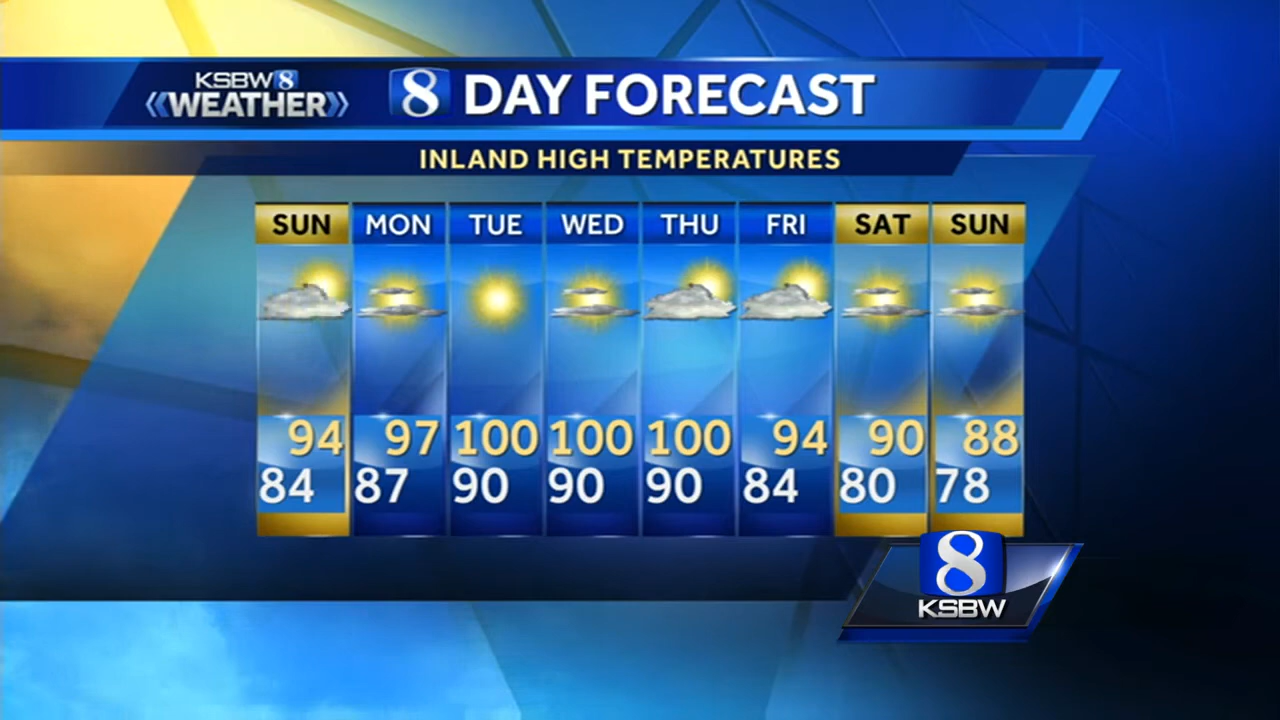 KSBW 8
WEATHER
8 DAY FORECAST
INLAND HIGH TEMPERATURES
SUN MON TUE WED THU FRI SAT SUN
94 97 100 100 100 94 90 88
84 87 90 90 90 84 80 78
8
KSBW